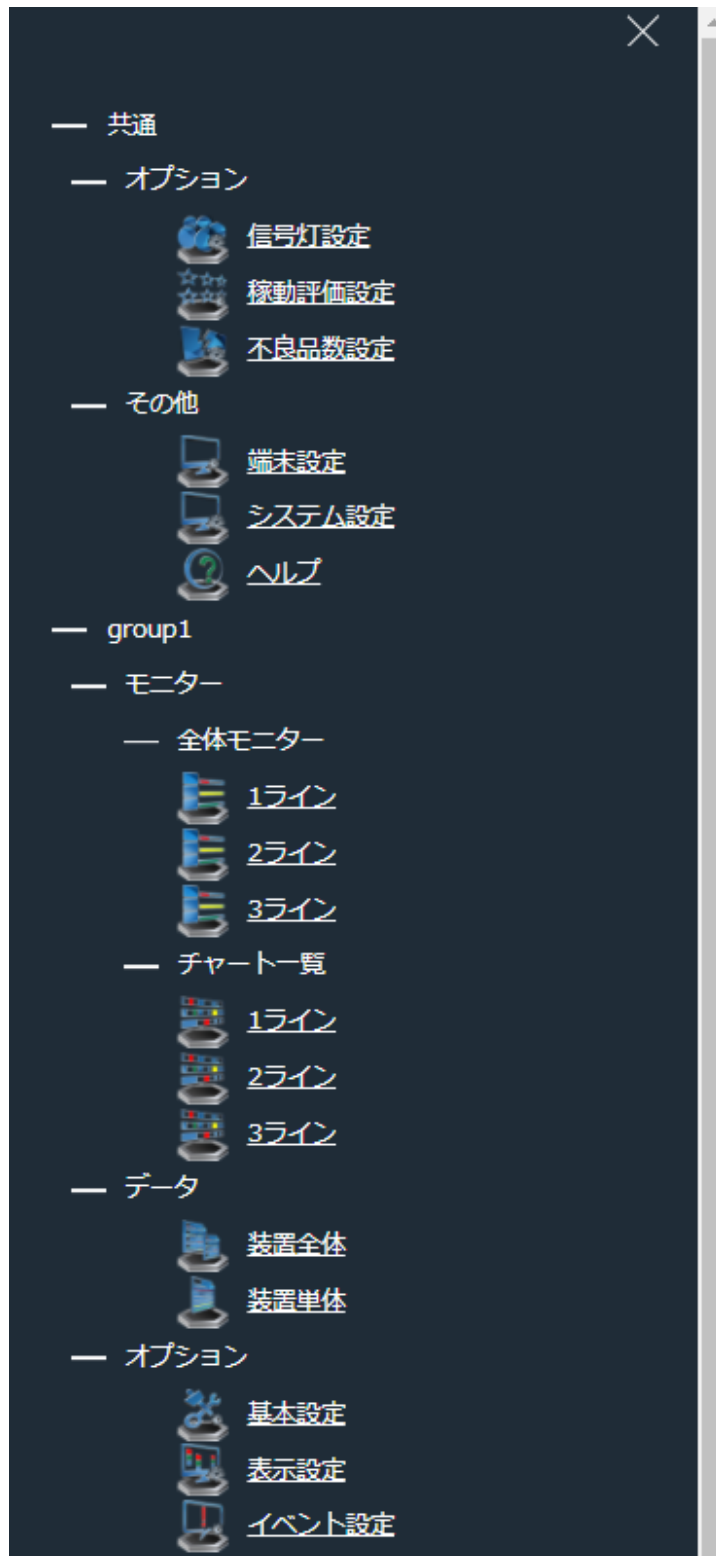 共通
オプション
信号灯設定
稼動評価設定
不良品数設定
その他
端末設定
システム設定
ヘルプ
group1
モニター
全体モニター
1ライン
2ライン
3ライン
チャート一覧
1ライン
2ライン
3ライン
データ
装置全体
装置単体
オプション
基本設定
表示設定
イベント設定